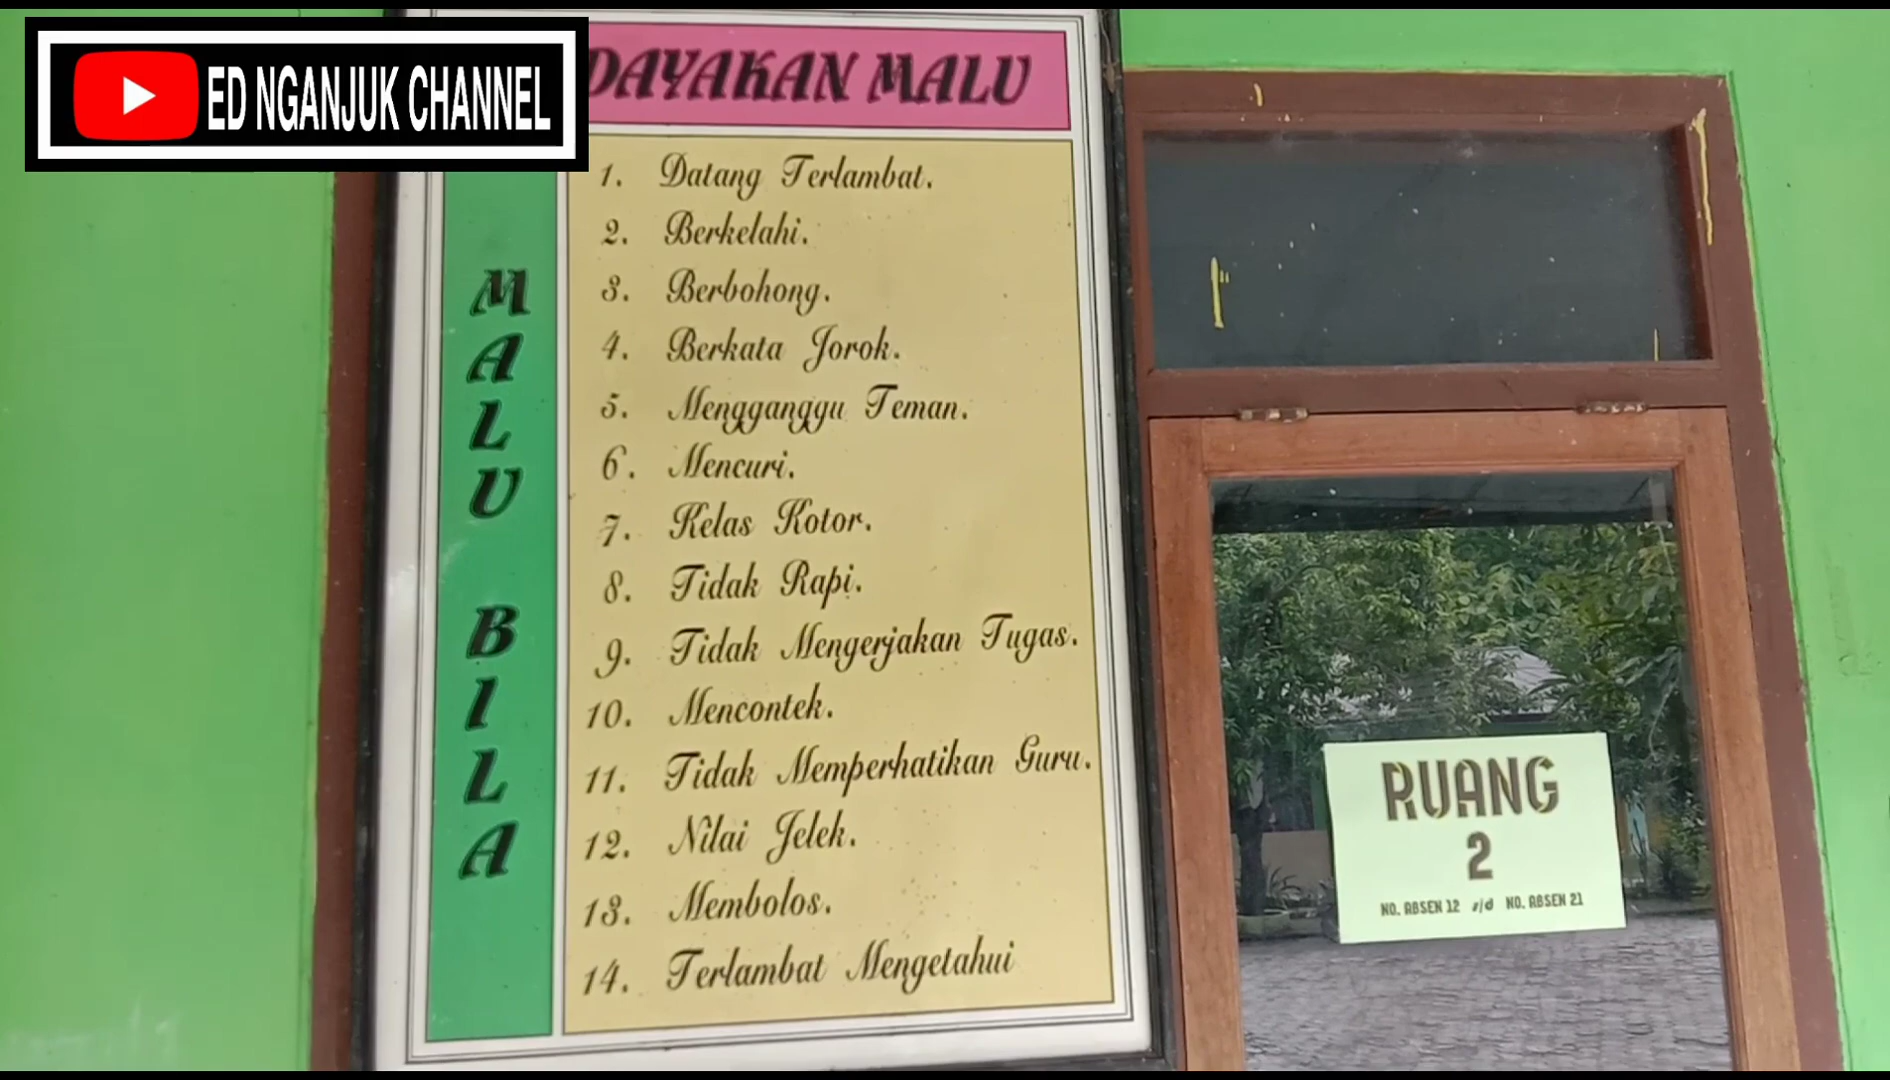 ED NGANJUK CHANNEL
DAYAKAN MALU
MALU BILA
1. Datang Terlambat.
2. Berkelahi.
3. Berbohong.
4. Berkata Jorok.
5. Mengganggu Teman.
6. Mencuri.
7. Kelas Kotor.
8. Tidak Rapi.
9. Tidak Mengerjakan Tugas.
10. Mencontek.
11. Tidak Memperhatikan Guru.
12. Nilai Jelek.
13. Membolos.
14. Terlambat Mengetahui
RUANG
2
NO. ABSEN 12 s/d NO. ABSEN 21